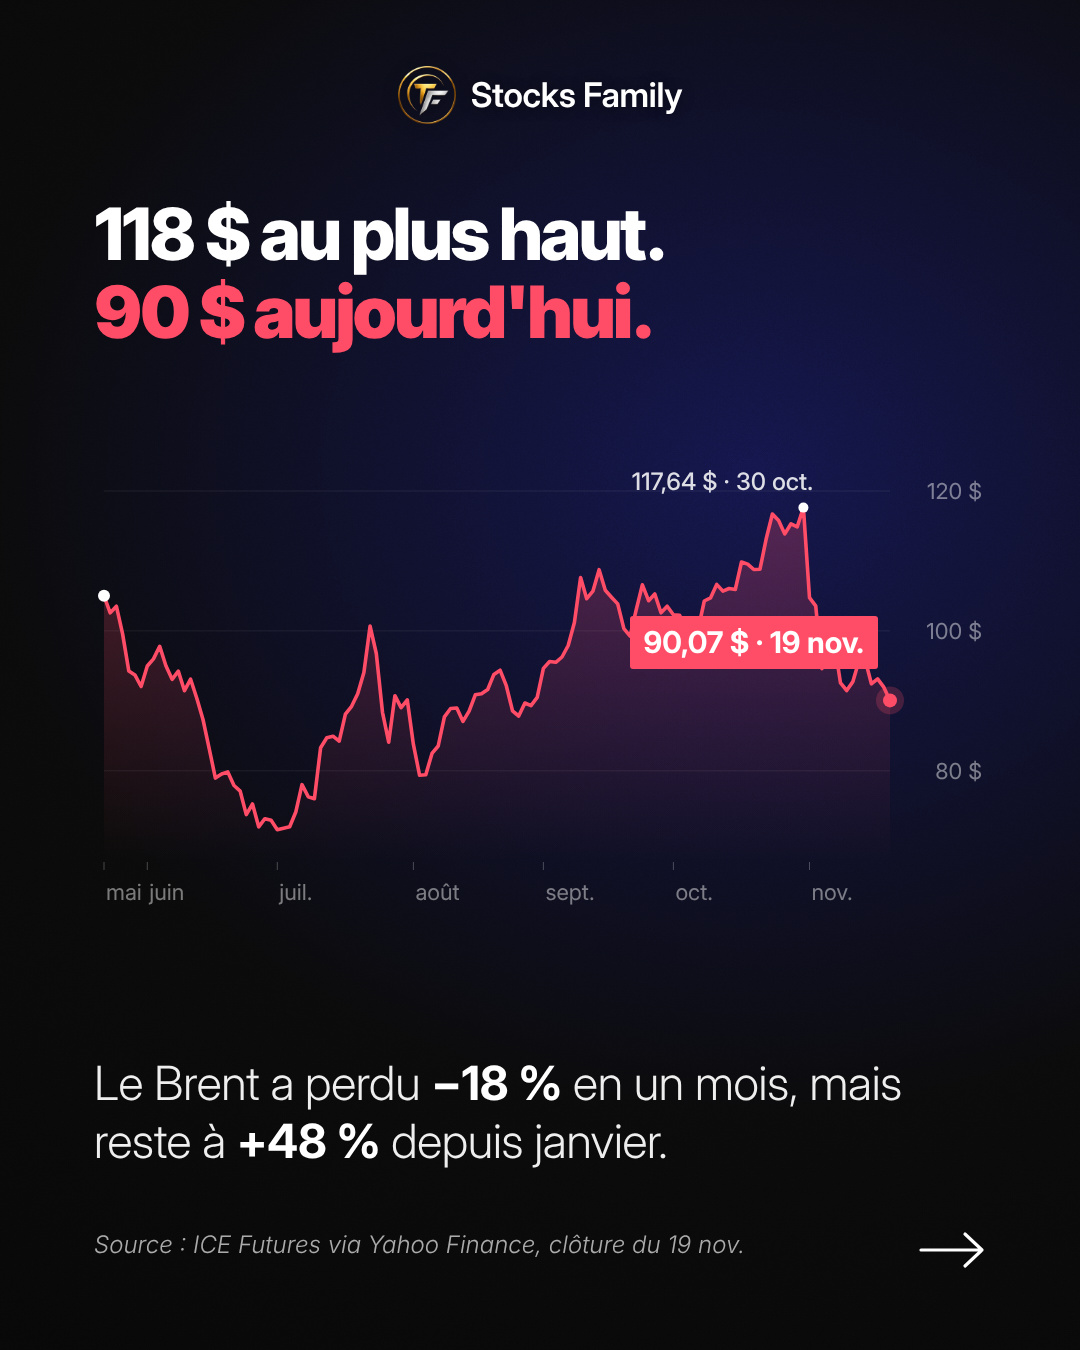 TF
Stocks Family
118 $ au plus haut.
90 $ aujourd'hui.
117,64 $ · 30 oct.
120 $
100 $
90,07 $ · 19 nov.
80 $
mai juin juil. août sept. oct. nov.
Le Brent a perdu −18 % en un mois, mais
reste à +48 % depuis janvier.
Source : ICE Futures via Yahoo Finance, clôture du 19 nov.